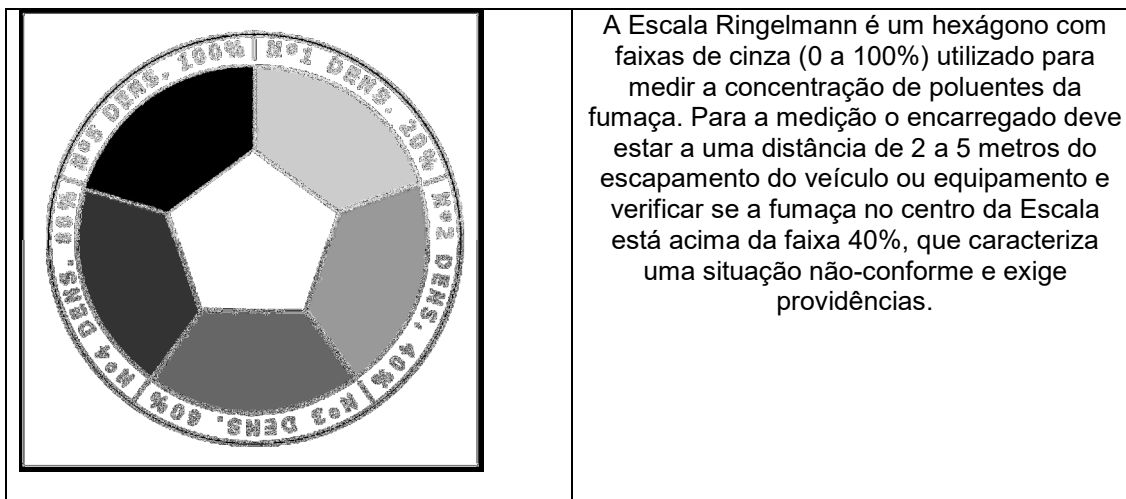 Nº1 DENS. 20%
Nº2 DENS. 40%
Nº3 DENS. 60%
Nº4 DENS. 80%
Nº5 DENS. 100%
A Escala Ringelmann é um hexágono com
faixas de cinza (0 a 100%) utilizado para
medir a concentração de poluentes da
fumaça. Para a medição o encarregado deve
estar a uma distância de 2 a 5 metros do
escapamento do veículo ou equipamento e
verificar se a fumaça no centro da Escala
está acima da faixa 40%, que caracteriza
uma situação não-conforme e exige
providências.